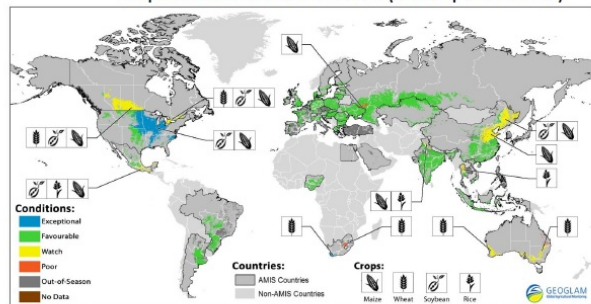 Conditions:
Exceptional
Favourable
Watch
Poor
Out-of-Season
No Data
Countries:
AMIS Countries
Non-AMIS Countries
Crops:
Maize
Wheat
Soybean
Rice
GEOGLAM